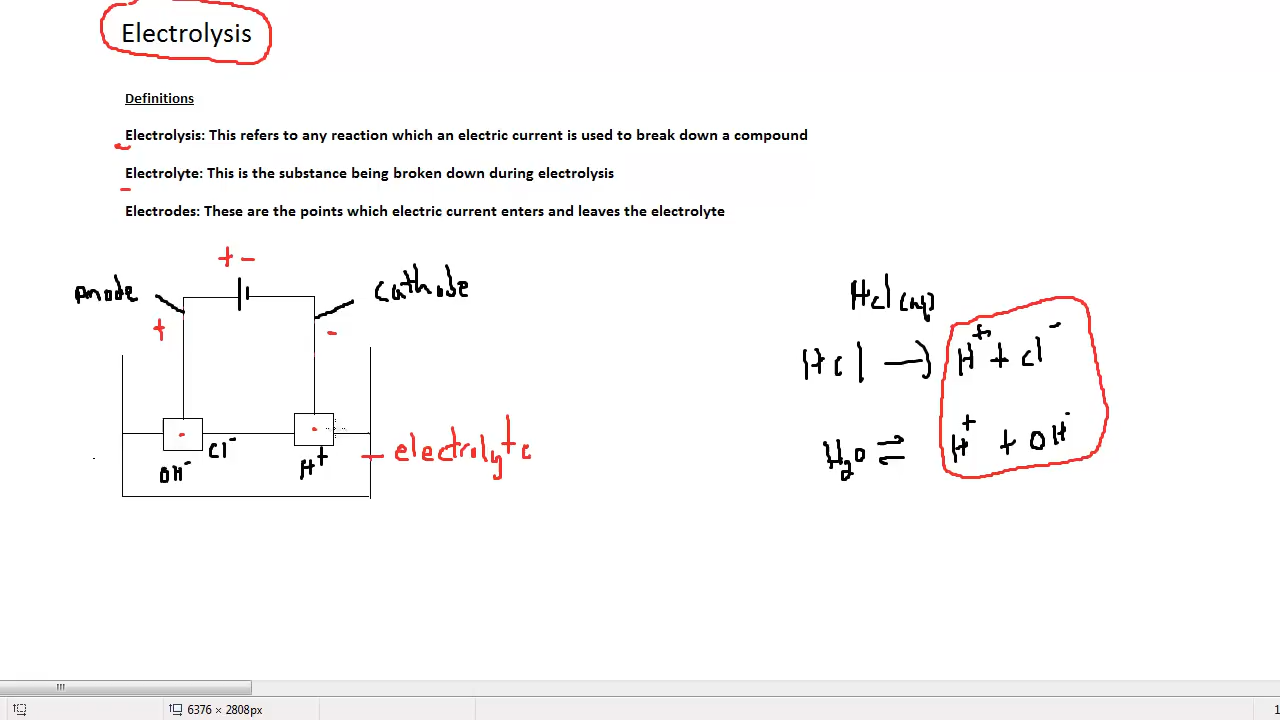 Electrolysis
Definitions
Electrolysis: This refers to any reaction which an electric current is used to break down a compound
Electrolyte: This is the substance being broken down during electrolysis
Electrodes: These are the points which electric current enters and leaves the electrolyte
+ -
anode
cathode
+
-
OH⁻
Cl⁻
H⁺
electrolyte
HCl (aq)
HCl → H⁺ + Cl⁻
H₂O ⇌ H⁺ + OH⁻
6376 × 2808px
1